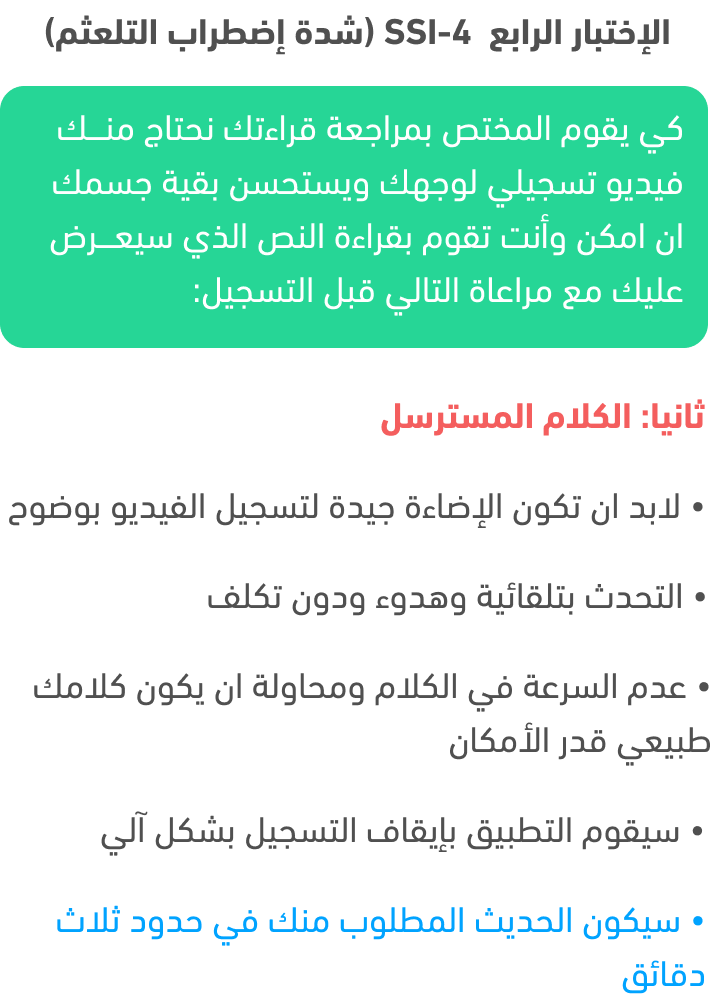 الإختبار الرابع SSI-4 (شدة إضطراب التلعثم)
كي يقوم المختص بمراجعة قراءتك نحتاج منـــك
فيديو تسجيلي لوجهك ويستحسن بقية جسمك
ان امكن وأنت تقوم بقراءة النص الذي سيعـــرض
عليك مع مراعاة التالي قبل التسجيل:
ثانيا: الكلام المسترسل
• لابد ان تكون الإضاءة جيدة لتسجيل الفيديو بوضوح
• التحدث بتلقائية وهدوء ودون تكلف
• عدم السرعة في الكلام ومحاولة ان يكون كلامك
طبيعي قدر الأمكان
• سيقوم التطبيق بإيقاف التسجيل بشكل آلي
• سيكون الحديث المطلوب منك في حدود ثلاث
دقائق